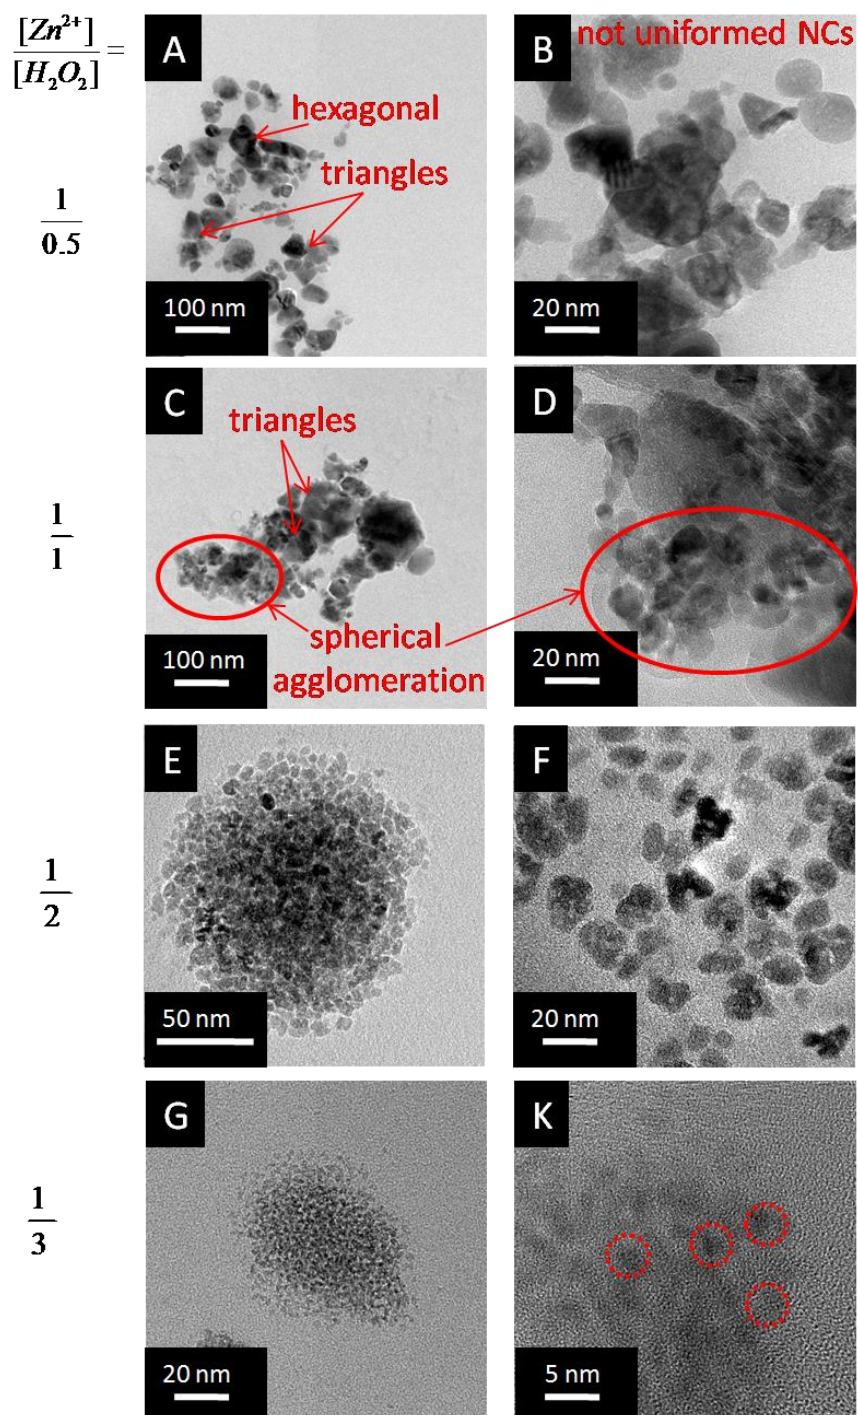 [Zn²⁺]
[H₂O₂] =
A
hexagonal
triangles
100 nm
B
not uniformed NCs
20 nm
1
0.5
C
triangles
spherical
agglomeration
100 nm
D
20 nm
1
1
E
50 nm
F
20 nm
1
2
G
20 nm
K
5 nm
1
3